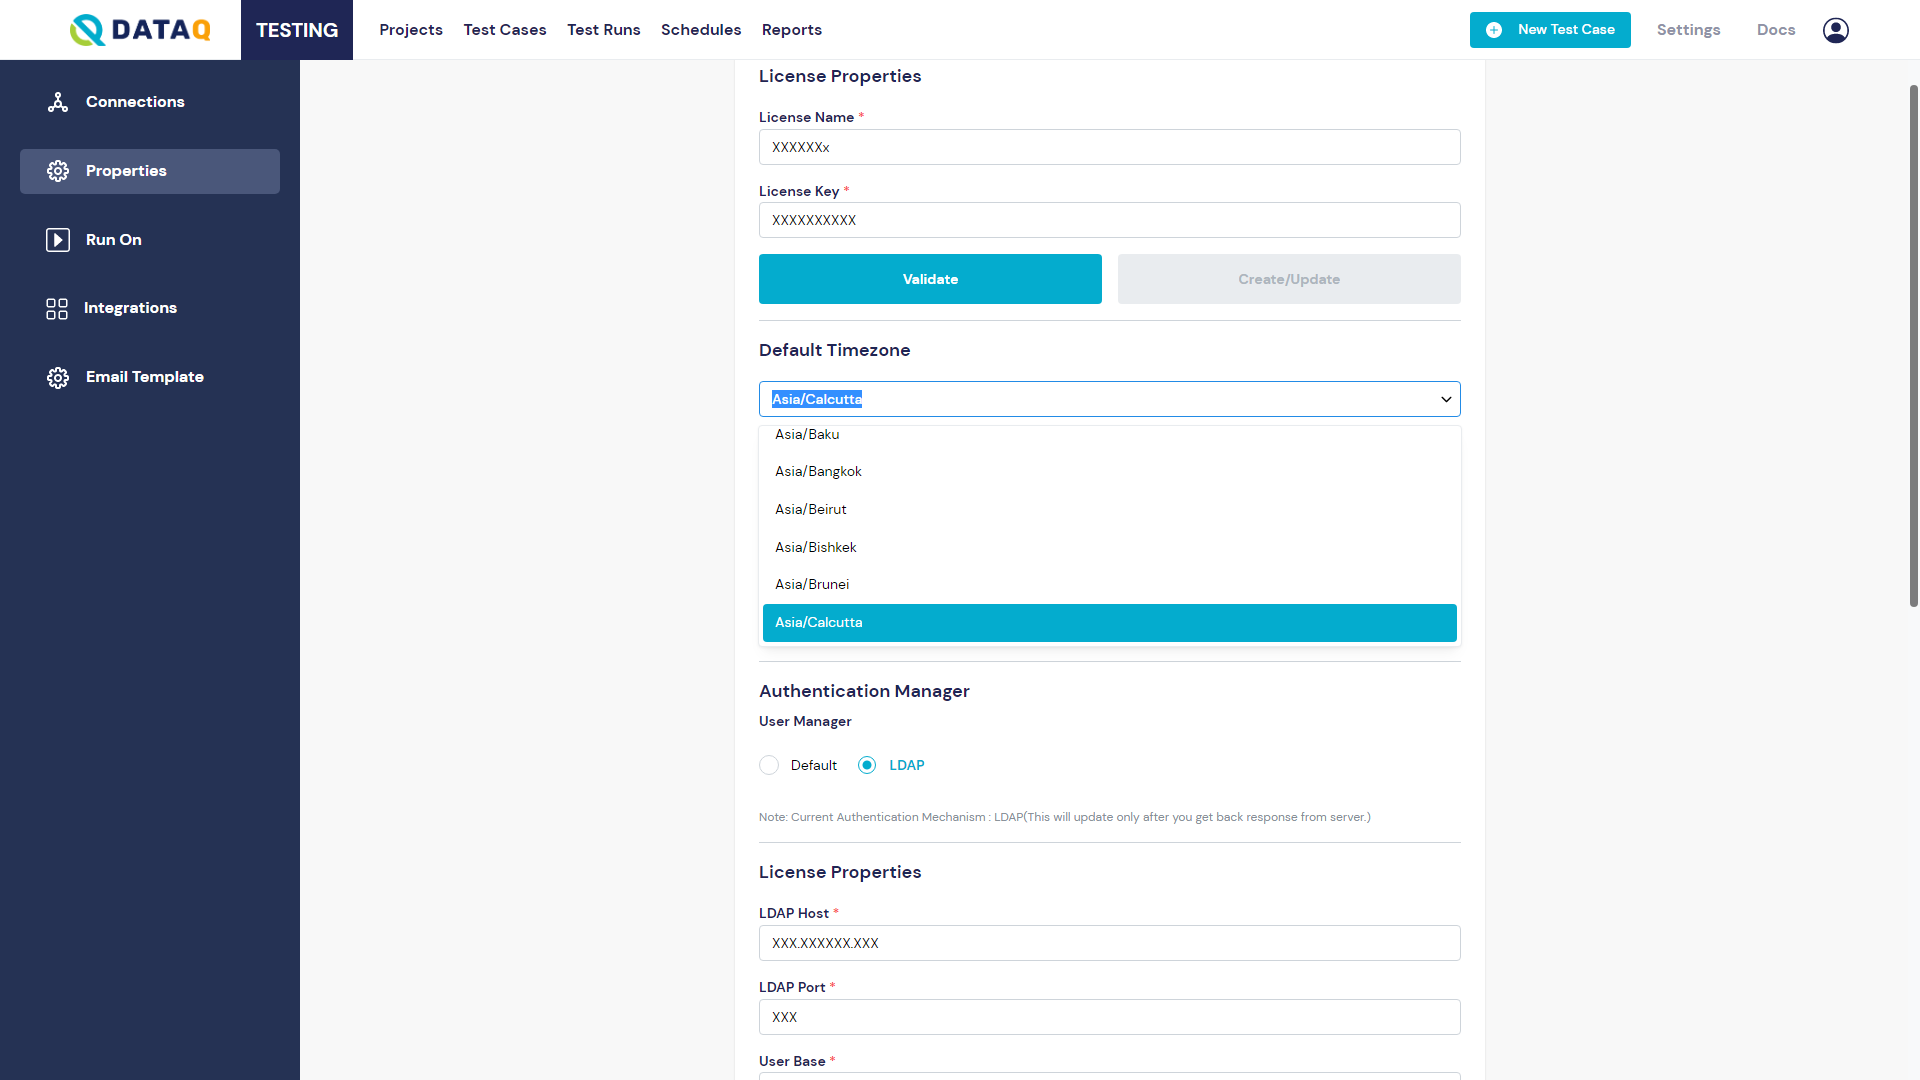 DATAQ
TESTING
Projects
Test Cases
Test Runs
Schedules
Reports
New Test Case
Settings
Docs
Connections
Properties
Run On
Integrations
Email Template
License Properties
License Name *
XXXXXXx
License Key *
XXXXXXXXXX
Validate
Create/Update
Default Timezone
Asia/Calcutta
Asia/Baku
Asia/Bangkok
Asia/Beirut
Asia/Bishkek
Asia/Brunei
Asia/Calcutta
Authentication Manager
User Manager
Default
LDAP
Note: Current Authentication Mechanism : LDAP(This will update only after you get back response from server.)
License Properties
LDAP Host *
XXX.XXXXXX.XXX
LDAP Port *
XXX
User Base *